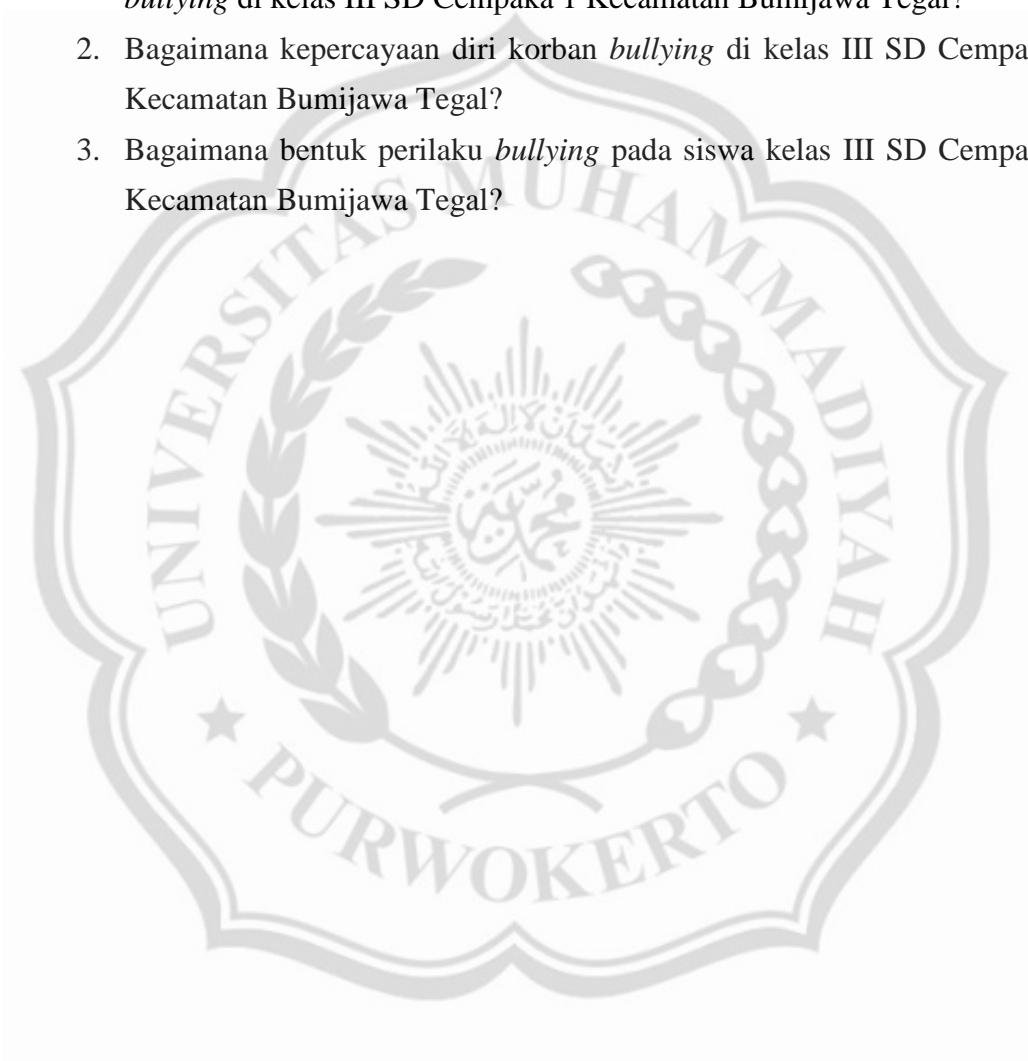 bullying di kelas III SD Cempaka 1 Kecamatan Bumijawa Tegal?
2. Bagaimana kepercayaan diri korban bullying di kelas III SD Cempa
Kecamatan Bumijawa Tegal?
3. Bagaimana bentuk perilaku bullying pada siswa kelas III SD Cempa
Kecamatan Bumijawa Tegal?
UNIVERSITAS MUHAMMADIYAH
PURWOKERTO